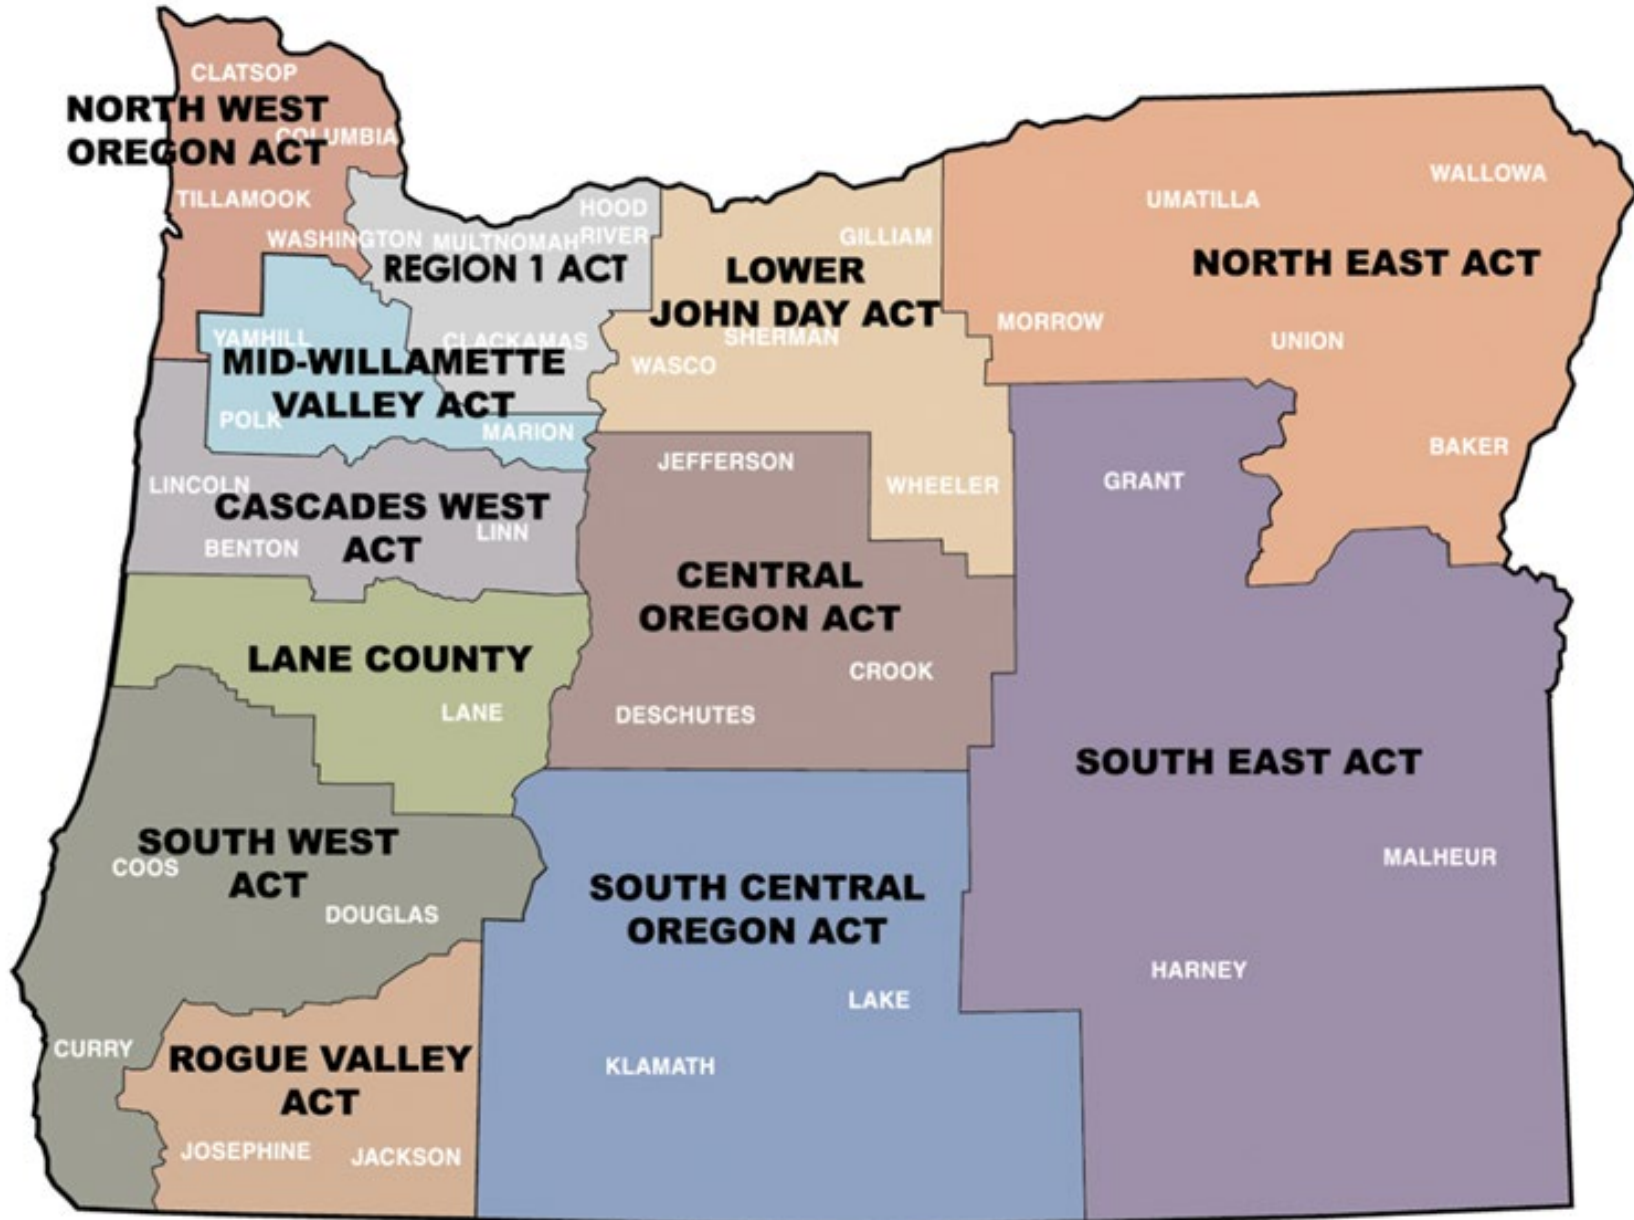 CLATSOP
NORTH WEST
OREGON ACT
COLUMBIA
TILLAMOOK
WASHINGTON
MULTNOMAH
HOOD
RIVER
REGION 1 ACT
CLACKAMAS
YAMHILL
MID-WILLAMETTE
VALLEY ACT
POLK
MARION
GILLIAM
LOWER
JOHN DAY ACT
SHERMAN
WASCO
WHEELER
WALLOWA
UMATILLA
NORTH EAST ACT
MORROW
UNION
BAKER
LINCOLN
CASCADES WEST
ACT
LINN
BENTON
JEFFERSON
CENTRAL
OREGON ACT
CROOK
DESCHUTES
GRANT
SOUTH EAST ACT
MALHEUR
HARNEY
LANE COUNTY
LANE
SOUTH WEST
ACT
COOS
DOUGLAS
CURRY
SOUTH CENTRAL
OREGON ACT
LAKE
KLAMATH
ROGUE VALLEY
ACT
JOSEPHINE
JACKSON